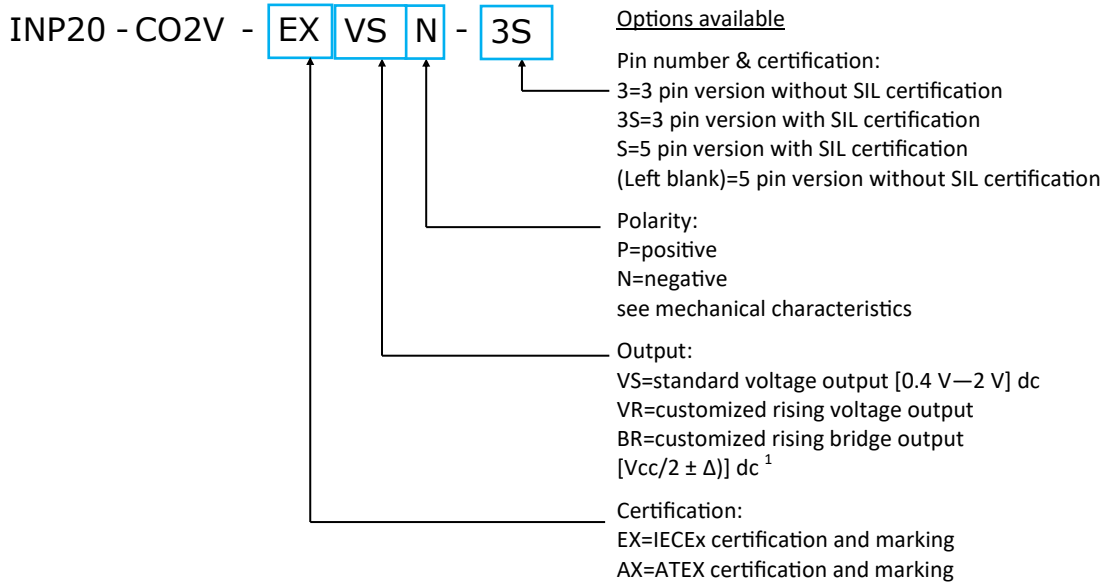 INP20 - CO2V - EX VS N - 3S
Options available
Pin number & certification:
3=3 pin version without SIL certification
3S=3 pin version with SIL certification
S=5 pin version with SIL certification
(Left blank)=5 pin version without SIL certification
Polarity:
P=positive
N=negative
see mechanical characteristics
Output:
VS=standard voltage output [0.4 V—2 V] dc
VR=customized rising voltage output
BR=customized rising bridge output
[Vcc/2 ± Δ)] dc ¹
Certification:
EX=IECEx certification and marking
AX=ATEX certification and marking